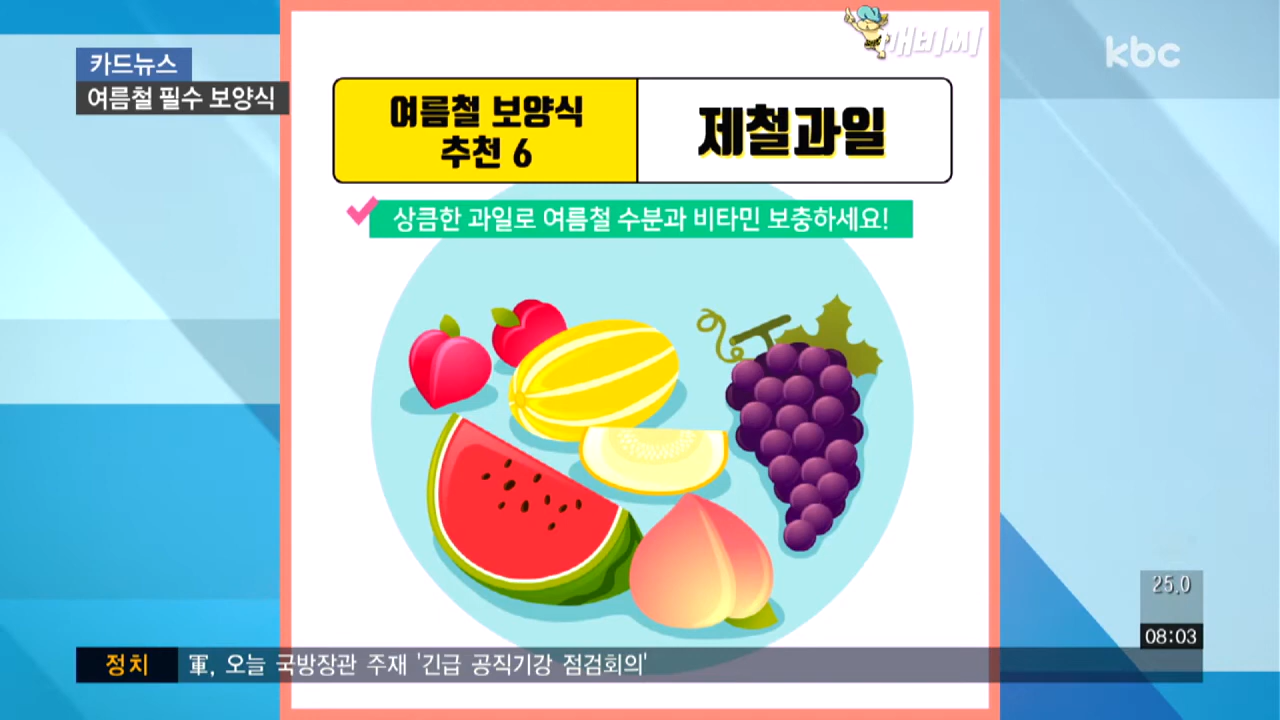 깨비씨
kbc
카드뉴스
여름철 필수 보양식
여름철 보양식
추천 6
제철과일
상큼한 과일로 여름철 수분과 비타민 보충하세요!
25.0
08:03
정치
軍, 오늘 국방장관 주재 '긴급 공직기강 점검회의'